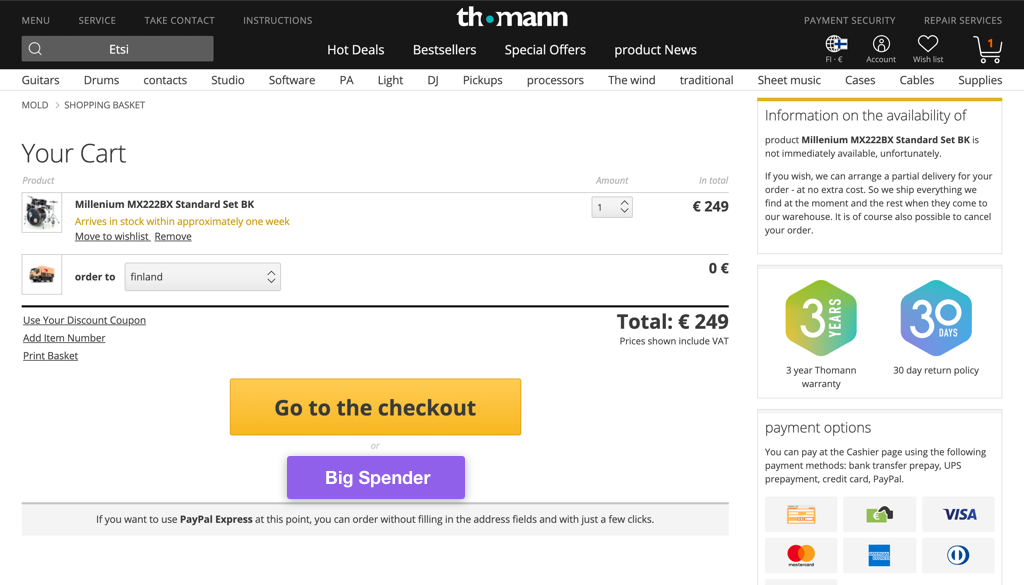 MENU SERVICE TAKE CONTACT INSTRUCTIONS
thomann
PAYMENT SECURITY REPAIR SERVICES
Etsi
Hot Deals Bestsellers Special Offers product News
FI · € Account Wish list 1
Guitars Drums contacts Studio Software PA Light DJ Pickups processors The wind traditional Sheet music Cases Cables Supplies
MOLD > SHOPPING BASKET
Your Cart
Product Amount In total
Millenium MX222BX Standard Set BK
Arrives in stock within approximately one week
Move to wishlist Remove
1
€ 249
order to finland
0 €
Use Your Discount Coupon
Add Item Number
Print Basket
Total: € 249
Prices shown include VAT
Go to the checkout
or
Big Spender
If you want to use PayPal Express at this point, you can order without filling in the address fields and with just a few clicks.
Information on the availability of
product Millenium MX222BX Standard Set BK is
not immediately available, unfortunately.
If you wish, we can arrange a partial delivery for your
order - at no extra cost. So we ship everything we
find at the moment and the rest when they come to
our warehouse. It is of course also possible to cancel
your order.
3 YEARS
30 DAYS
3 year Thomann
warranty
30 day return policy
payment options
You can pay at the Cashier page using the following
payment methods: bank transfer prepay, UPS
prepayment, credit card, PayPal.
€
VISA
mastercard